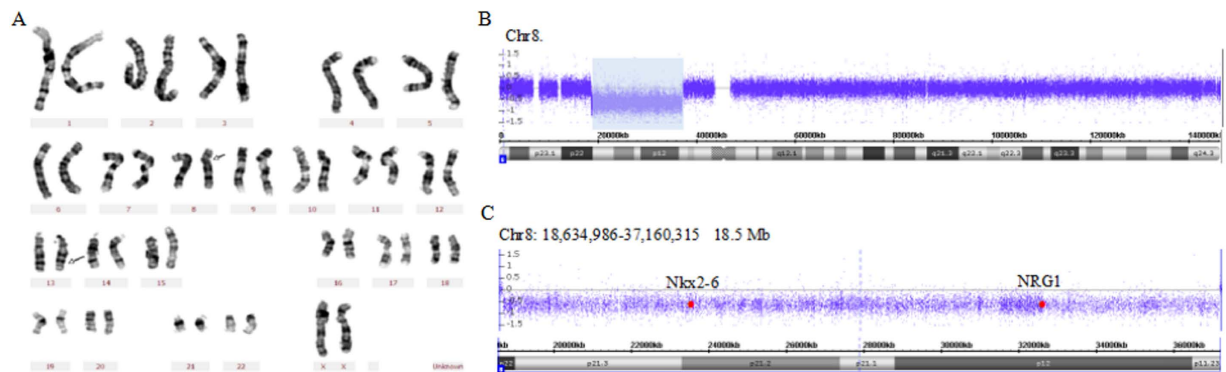 A
1 2 3 4 5
6 7 8 9 10 11 12
13 14 15 16 17 18
19 20 21 22 X X Unknown
B
Chr8.
1.5
0.5
0
-0.5
-1
-1.5
20000kb 40000kb 60000kb 80000kb 100000kb 120000kb 140000k
p23.1 p22 p12 q12.1 q21.3 q22.1 q22.3 q23.3 q24.3
C
Chr8: 18,634,986-37,160,315 18.5 Mb
1.5
1
0.5
0
-1.5
Nkx2-6 NRG1
kb 20000kb 22000kb 24000kb 26000kb 28000kb 30000kb 32000kb 34000kb 36000kb
p22 p21.3 p21.2 p21.1 p12 p11.23